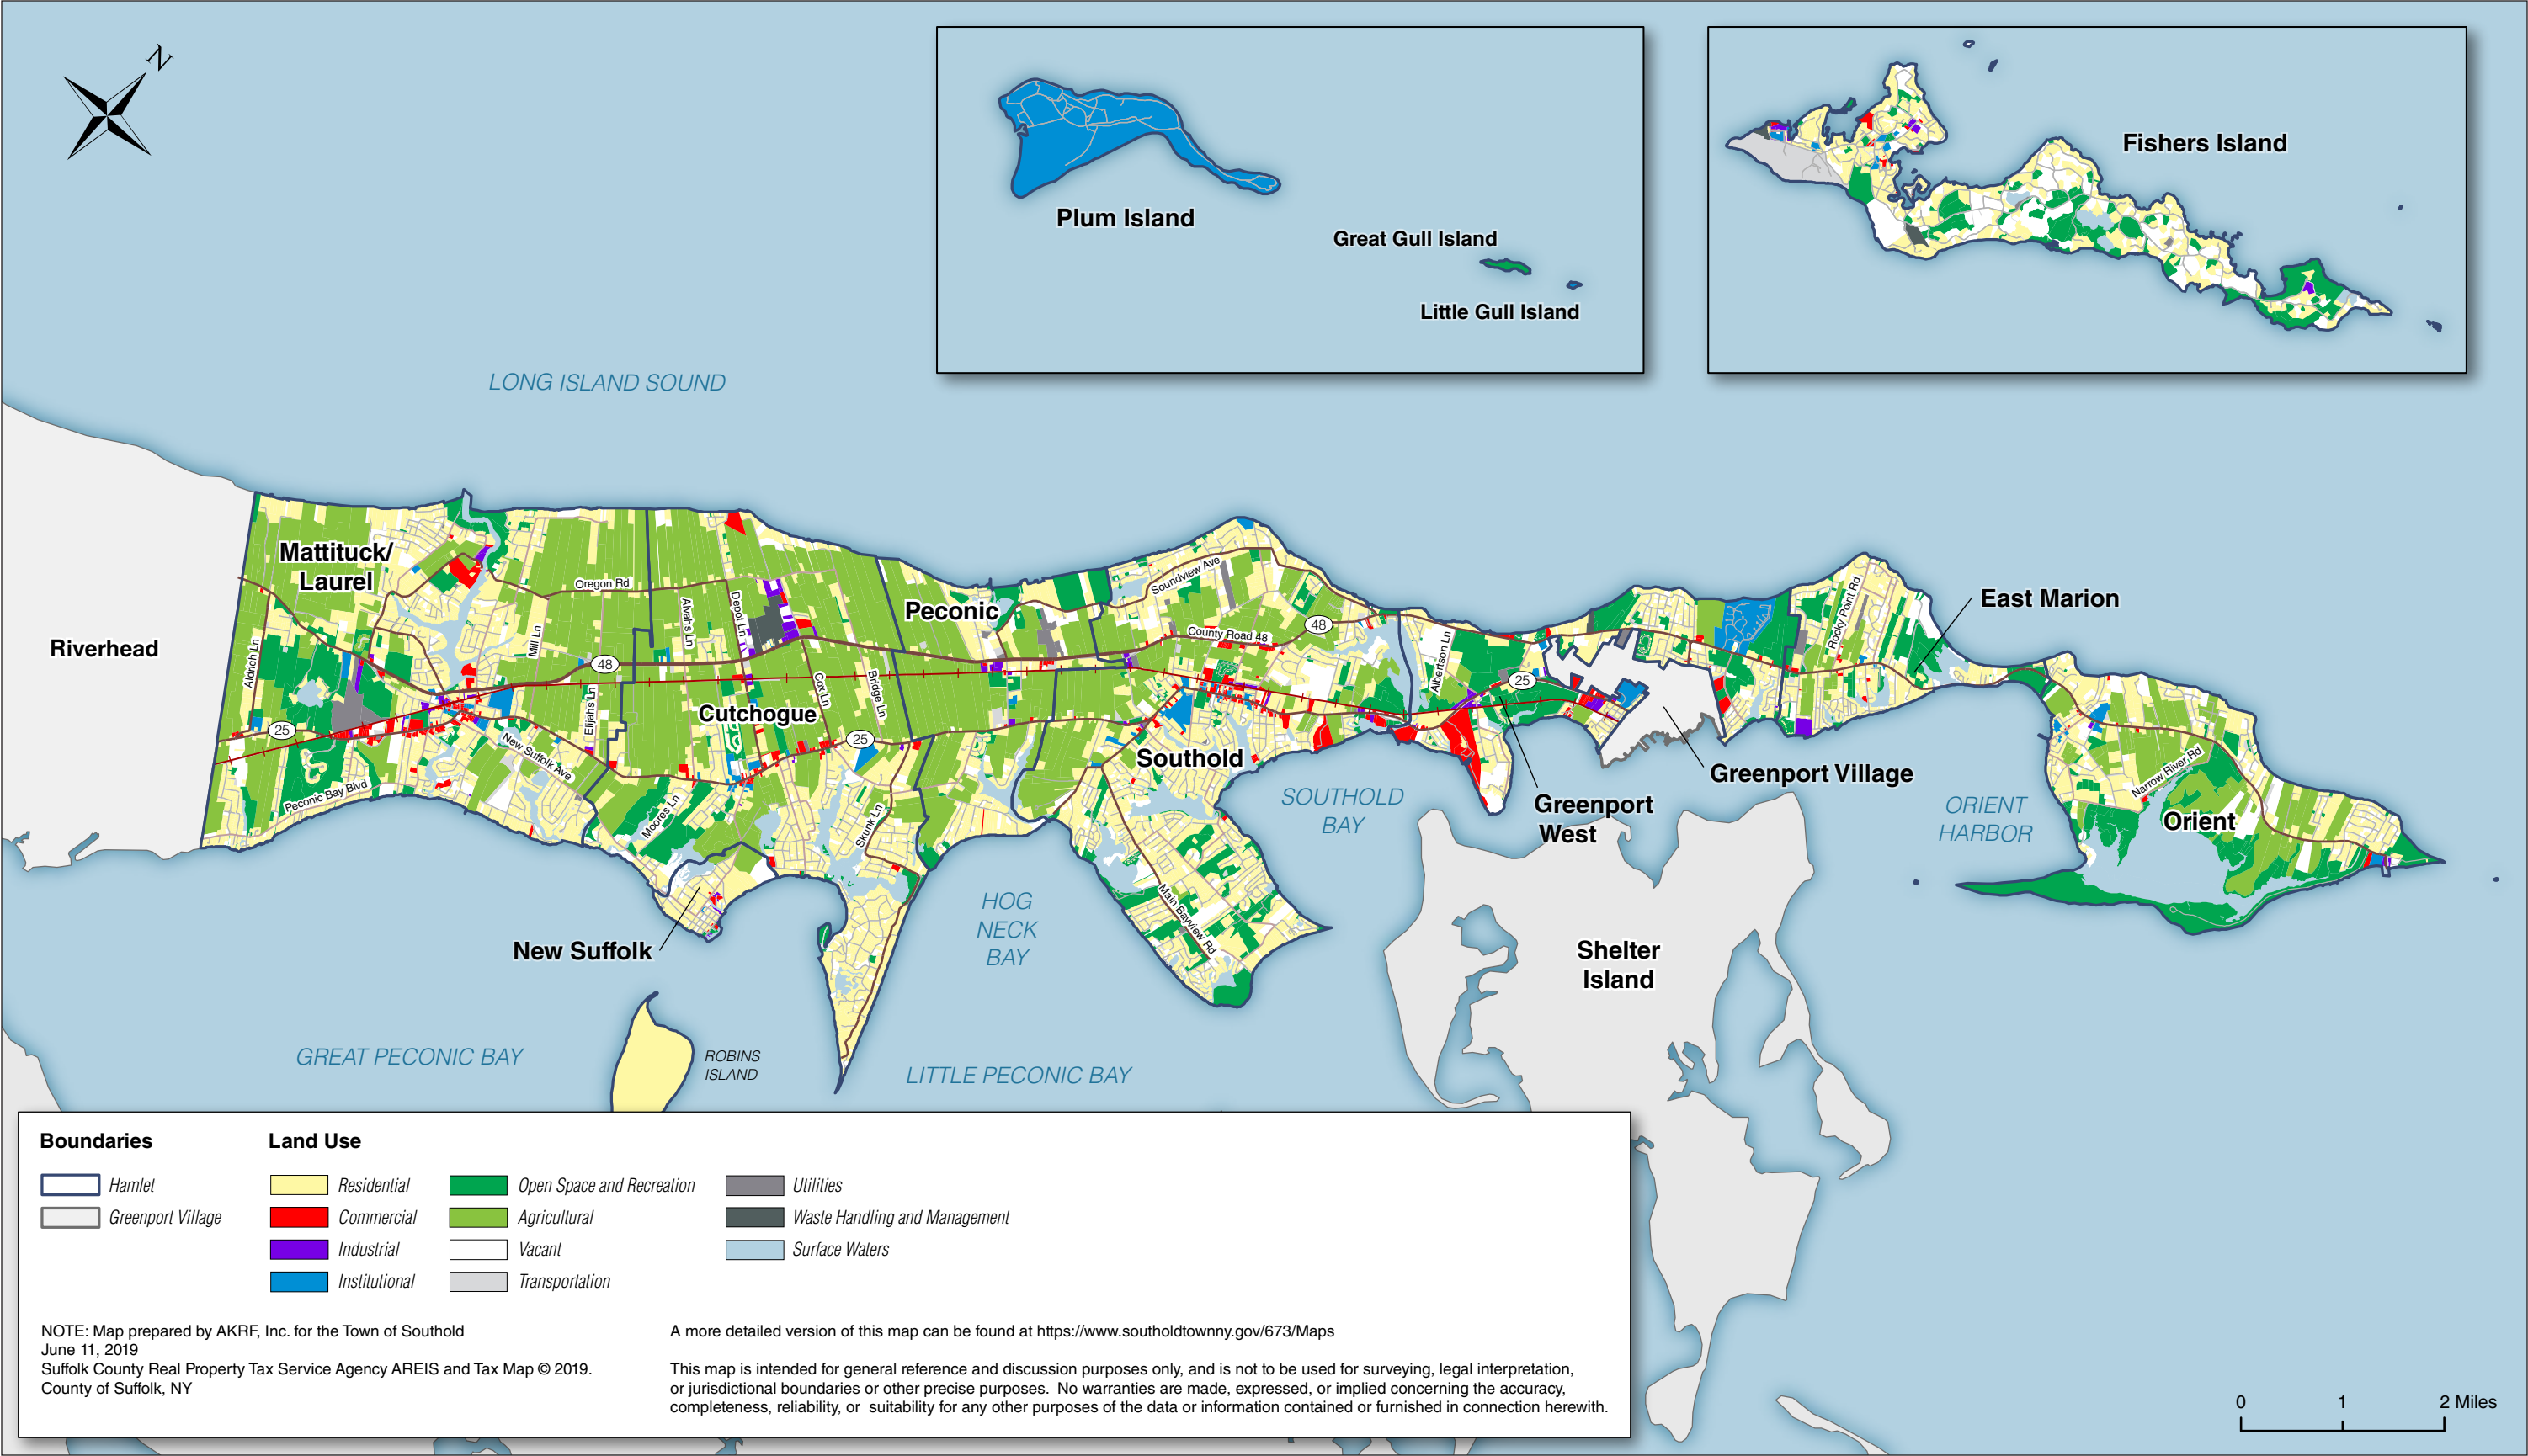 N
Plum Island
Great Gull Island
Little Gull Island
Fishers Island
LONG ISLAND SOUND
Riverhead
Mattituck/
Laurel
Oregon Rd
Aldrich Ln
Mill Ln
Elijahs Ln
48
25
New Suffolk Ave
Peconic Bay Blvd
Alvahs Ln
Depot Ln
Cutchogue
Cox Ln
Bridge Ln
25
Moores Ln
Skunk Ln
New Suffolk
Peconic
Soundview Ave
County Road 48
48
Southold
Main Bayview Rd
Albertson Ln
25
Greenport
West
Greenport Village
Rocky Point Rd
East Marion
Narrow River Rd
Orient
ORIENT
HARBOR
SOUTHOLD
BAY
HOG
NECK
BAY
Shelter
Island
GREAT PECONIC BAY
ROBINS
ISLAND
LITTLE PECONIC BAY
Boundaries
Hamlet
Greenport Village
Land Use
Residential
Commercial
Industrial
Institutional
Open Space and Recreation
Agricultural
Vacant
Transportation
Utilities
Waste Handling and Management
Surface Waters
NOTE: Map prepared by AKRF, Inc. for the Town of Southold
June 11, 2019
Suffolk County Real Property Tax Service Agency AREIS and Tax Map © 2019.
County of Suffolk, NY
A more detailed version of this map can be found at https://www.southoldtownny.gov/673/Maps
This map is intended for general reference and discussion purposes only, and is not to be used for surveying, legal interpretation,
or jurisdictional boundaries or other precise purposes. No warranties are made, expressed, or implied concerning the accuracy,
completeness, reliability, or suitability for any other purposes of the data or information contained or furnished in connection herewith.
0 1 2 Miles